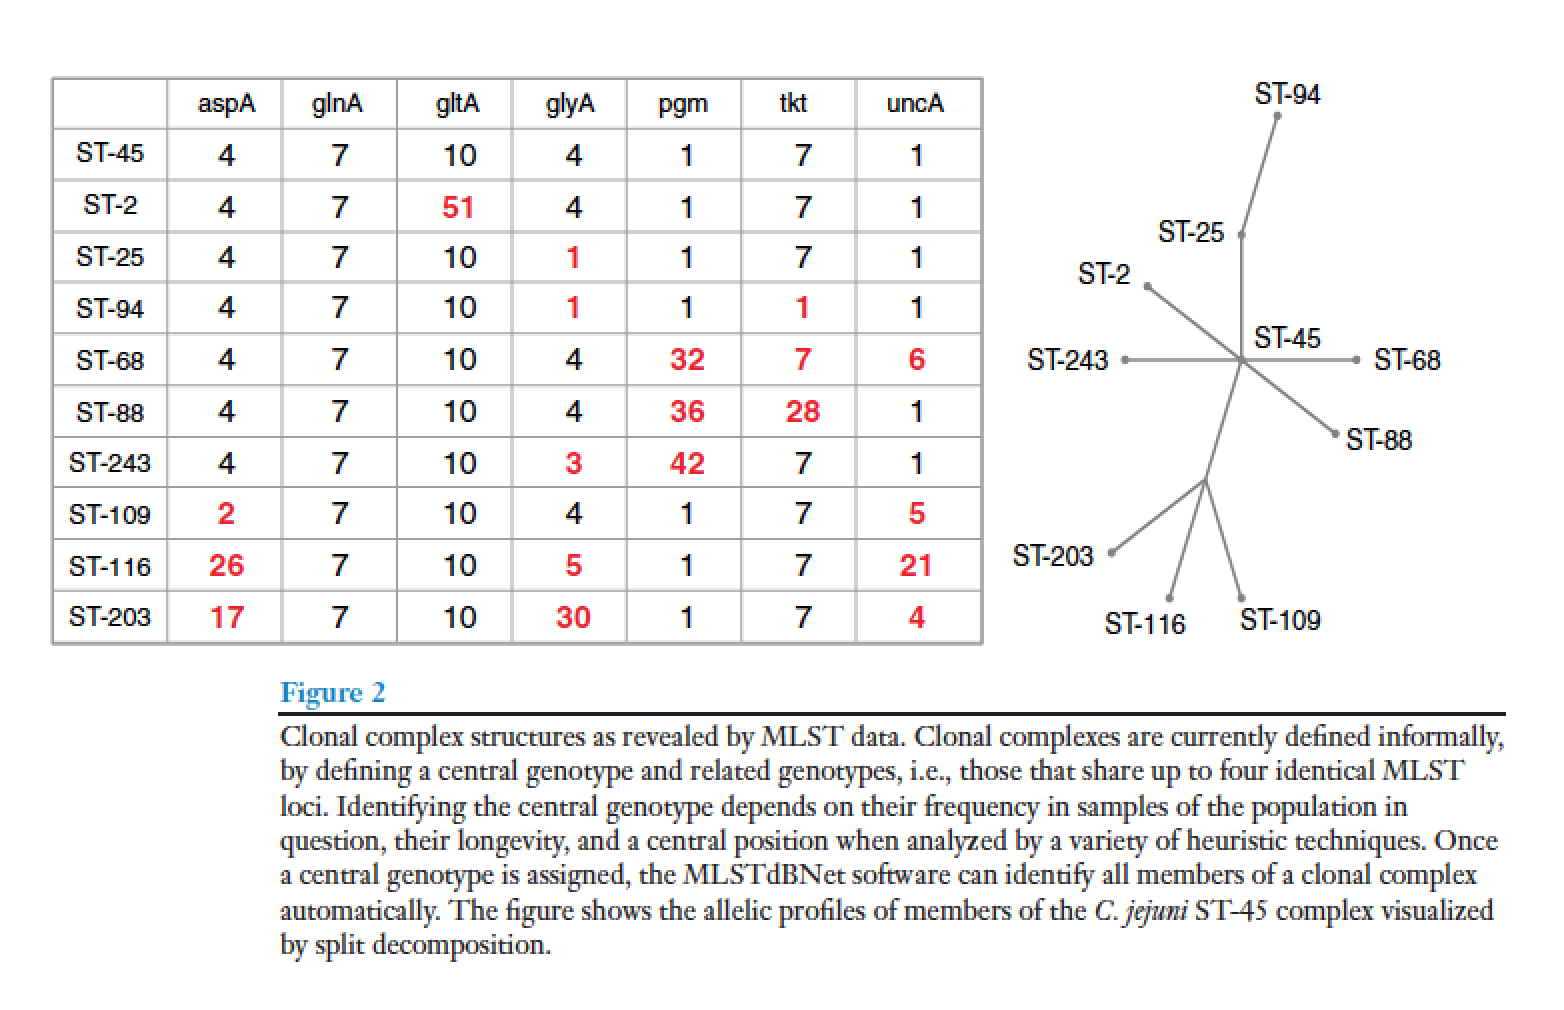 aspA glnA gltA glyA pgm tkt uncA
ST-45 4 7 10 4 1 7 1
ST-2 4 7 51 4 1 7 1
ST-25 4 7 10 1 1 7 1
ST-94 4 7 10 1 1 1 1
ST-68 4 7 10 4 32 7 6
ST-88 4 7 10 4 36 28 1
ST-243 4 7 10 3 42 7 1
ST-109 2 7 10 4 1 7 5
ST-116 26 7 10 5 1 7 21
ST-203 17 7 10 30 1 7 4
ST-94
ST-25
ST-2
ST-45
ST-243
ST-68
ST-88
ST-203
ST-116
ST-109
Figure 2
Clonal complex structures as revealed by MLST data. Clonal complexes are currently defined informally,
by defining a central genotype and related genotypes, i.e., those that share up to four identical MLST
loci. Identifying the central genotype depends on their frequency in samples of the population in
question, their longevity, and a central position when analyzed by a variety of heuristic techniques. Once
a central genotype is assigned, the MLSTdBNet software can identify all members of a clonal complex
automatically. The figure shows the allelic profiles of members of the C. jejuni ST-45 complex visualized
by split decomposition.